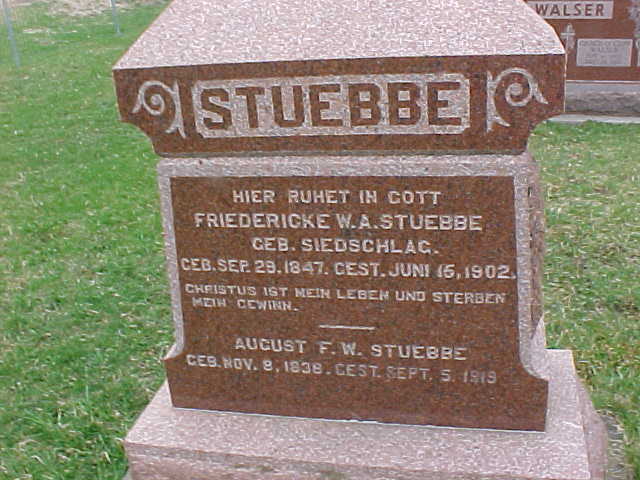 WALSER
STUEBBE
HIER RUHET IN GOTT
FRIEDERICKE W.A. STUEBBE
GEB. SIEDSCHLAG.
GEB. SEP. 29. 1847. GEST. JUNI 15, 1902.
CHRISTUS IST MEIN LEBEN UND STERBEN
MEIN GEWINN.
AUGUST F. W. STUEBBE
GEB. NOV. 8, 1838. GEST. SEPT. 5. 1919